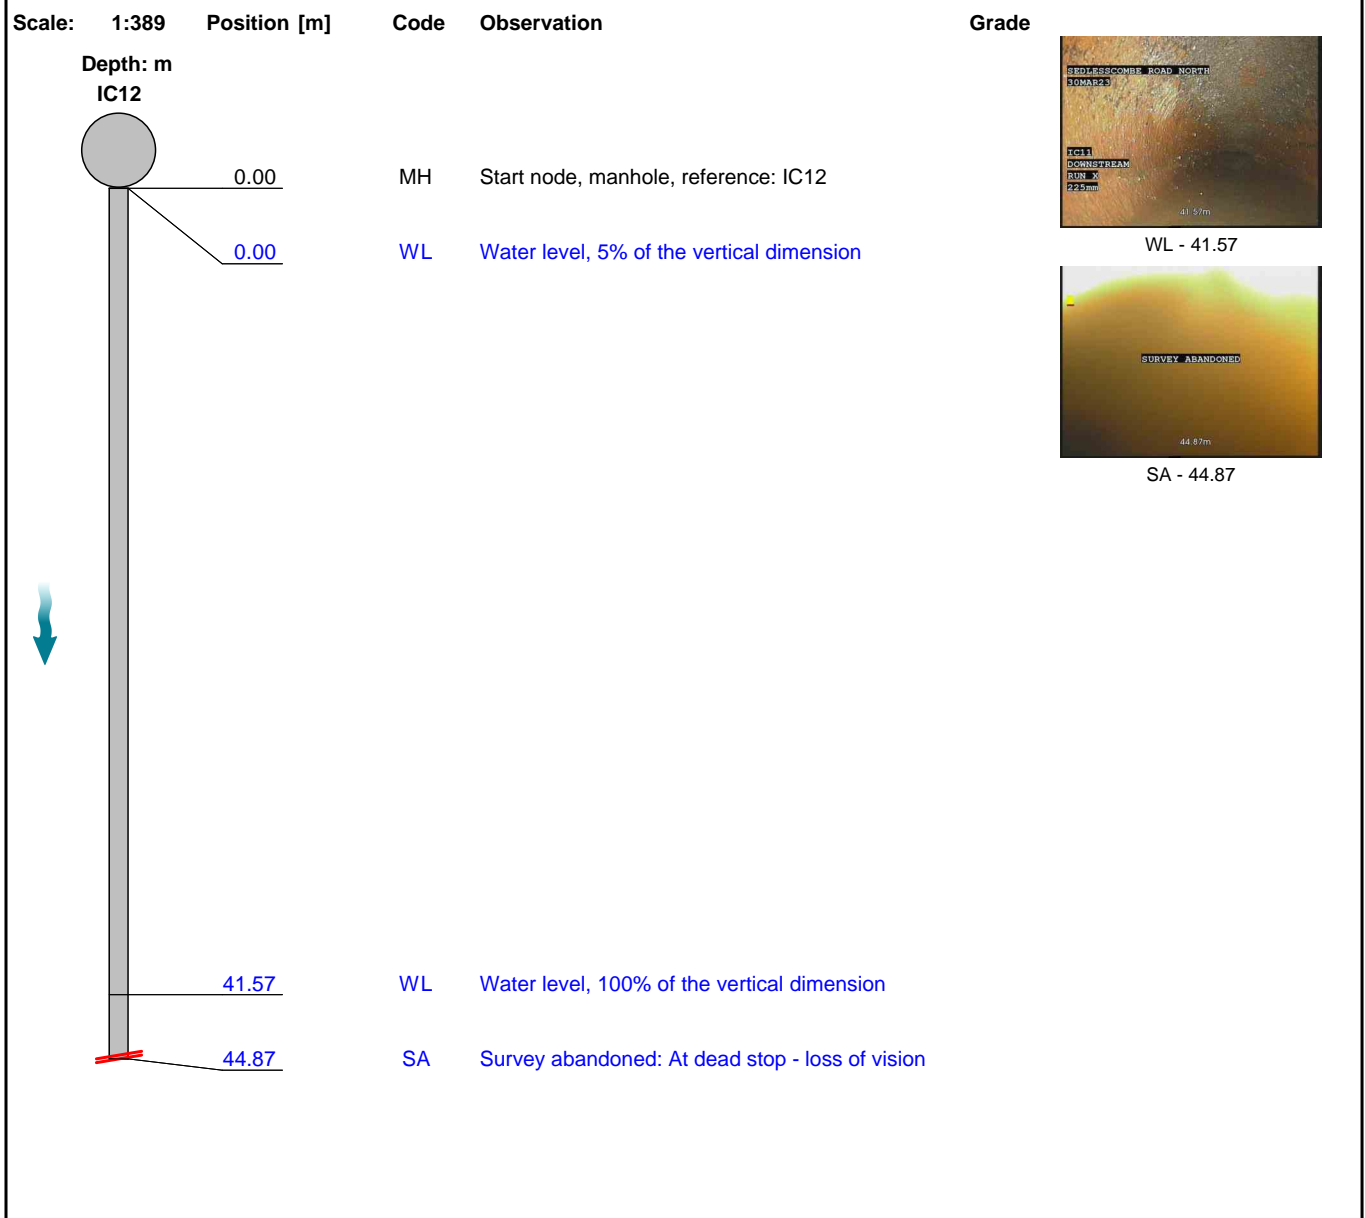 Scale: 1:389 Position [m] Code Observation Grade
Depth: m
IC12
0.00 MH Start node, manhole, reference: IC12
0.00 WL Water level, 5% of the vertical dimension
41.57 WL Water level, 100% of the vertical dimension
44.87 SA Survey abandoned: At dead stop - loss of vision
SEDLESSCOMBE ROAD NORTH
30MAR23
IC11
DOWNSTREAM
RUN X
225mm
41.57m
WL - 41.57
SURVEY ABANDONED
44.87m
SA - 44.87